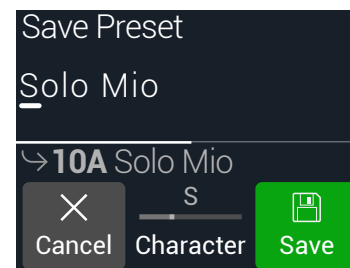 Save Preset
Solo Mio
10A Solo Mio
S
Cancel Character Save